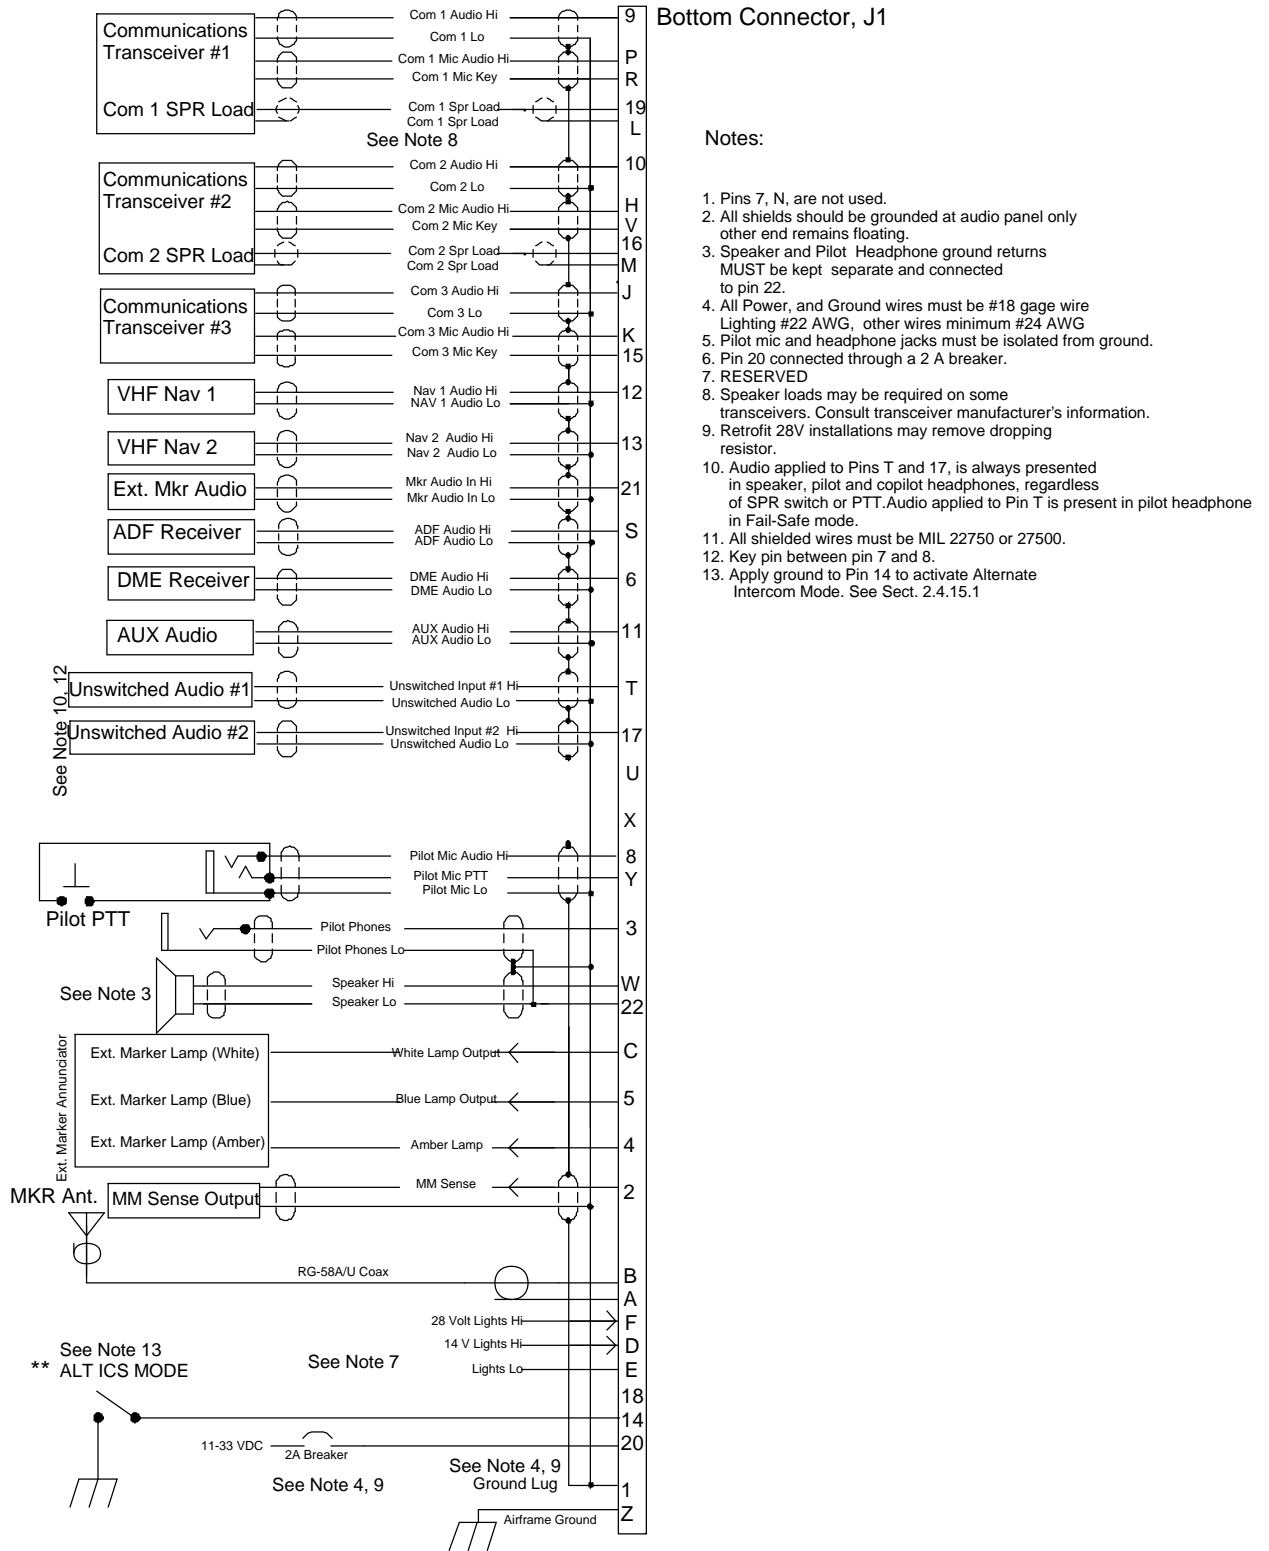 Bottom Connector, J1
Communications
Transceiver #1
Com 1 SPR Load
Com 1 Audio Hi
Com 1 Lo
Com 1 Mic Audio Hi
Com 1 Mic Key
Com 1 Spr Load
Com 1 Spr Load
9
P
R
19
L
See Note 8
Communications
Transceiver #2
Com 2 SPR Load
Com 2 Audio Hi
Com 2 Lo
Com 2 Mic Audio Hi
Com 2 Mic Key
Com 2 Spr Load
Com 2 Spr Load
10
H
V
16
M
Communications
Transceiver #3
Com 3 Audio Hi
Com 3 Lo
Com 3 Mic Audio Hi
Com 3 Mic Key
J
K
15
VHF Nav 1
Nav 1 Audio Hi
NAV 1 Audio Lo
12
VHF Nav 2
Nav 2 Audio Hi
Nav 2 Audio Lo
13
Ext. Mkr Audio
Mkr Audio In Hi
Mkr Audio In Lo
21
ADF Receiver
ADF Audio Hi
ADF Audio Lo
S
DME Receiver
DME Audio Hi
DME Audio Lo
6
AUX Audio
AUX Audio Hi
AUX Audio Lo
11
See Note 10, 12
Unswitched Audio #1
Unswitched Input #1 Hi
Unswitched Audio Lo
T
Unswitched Audio #2
Unswitched Input #2 Hi
Unswitched Audio Lo
17
U
X
Pilot PTT
Pilot Mic Audio Hi
Pilot Mic PTT
Pilot Mic Lo
8
Y
Pilot Phones
Pilot Phones Lo
3
See Note 3
Speaker Hi
Speaker Lo
W
22
Ext. Marker Annunciator
Ext. Marker Lamp (White)
White Lamp Output
C
Ext. Marker Lamp (Blue)
Blue Lamp Output
5
Ext. Marker Lamp (Amber)
Amber Lamp
4
MKR Ant.
MM Sense Output
MM Sense
2
RG-58A/U Coax
B
A
28 Volt Lights Hi
F
14 V Lights Hi
D
Lights Lo
E
See Note 7
See Note 13
** ALT ICS MODE
18
14
11-33 VDC
2A Breaker
20
See Note 4, 9
See Note 4, 9
Ground Lug
1
Airframe Ground
Z
Notes:
1. Pins 7, N, are not used.
2. All shields should be grounded at audio panel only
other end remains floating.
3. Speaker and Pilot Headphone ground returns
MUST be kept separate and connected
to pin 22.
4. All Power, and Ground wires must be #18 gage wire
Lighting #22 AWG, other wires minimum #24 AWG
5. Pilot mic and headphone jacks must be isolated from ground.
6. Pin 20 connected through a 2 A breaker.
7. RESERVED
8. Speaker loads may be required on some
transceivers. Consult transceiver manufacturer's information.
9. Retrofit 28V installations may remove dropping
resistor.
10. Audio applied to Pins T and 17, is always presented
in speaker, pilot and copilot headphones, regardless
of SPR switch or PTT.Audio applied to Pin T is present in pilot headphone
in Fail-Safe mode.
11. All shielded wires must be MIL 22750 or 27500.
12. Key pin between pin 7 and 8.
13. Apply ground to Pin 14 to activate Alternate
Intercom Mode. See Sect. 2.4.15.1